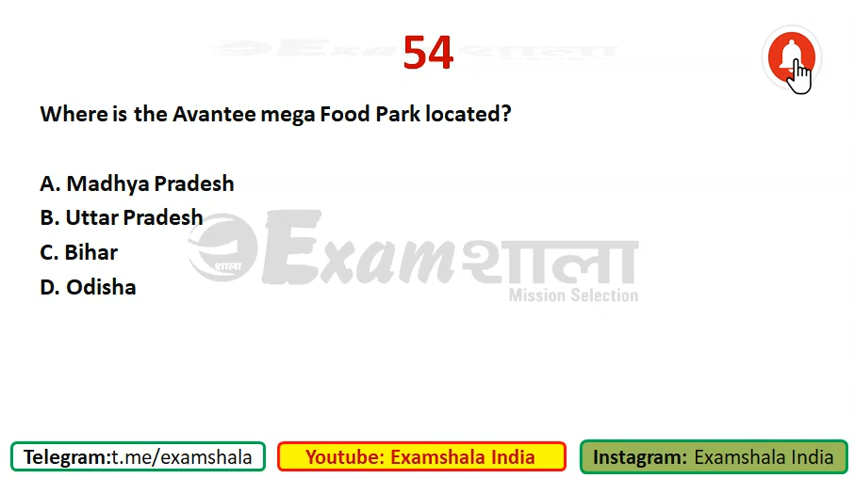 54
Where is the Avantee mega Food Park located?
A. Madhya Pradesh
B. Uttar Pradesh
C. Bihar
D. Odisha
शाला Examशाला
Mission Selection
Telegram:t.me/examshala
Youtube: Examshala India
Instagram: Examshala India